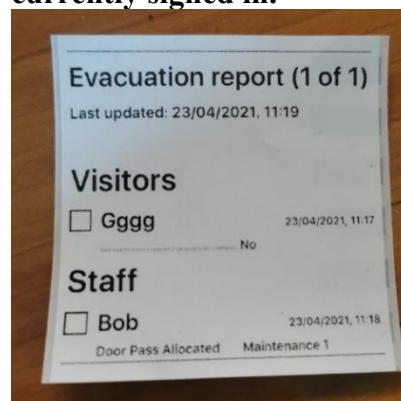 currently signed in.
Evacuation report (1 of 1)
Last updated: 23/04/2021, 11:19
Visitors
Gggg 23/04/2021, 11:17
No
Staff
Bob 23/04/2021, 11:18
Door Pass Allocated Maintenance 1